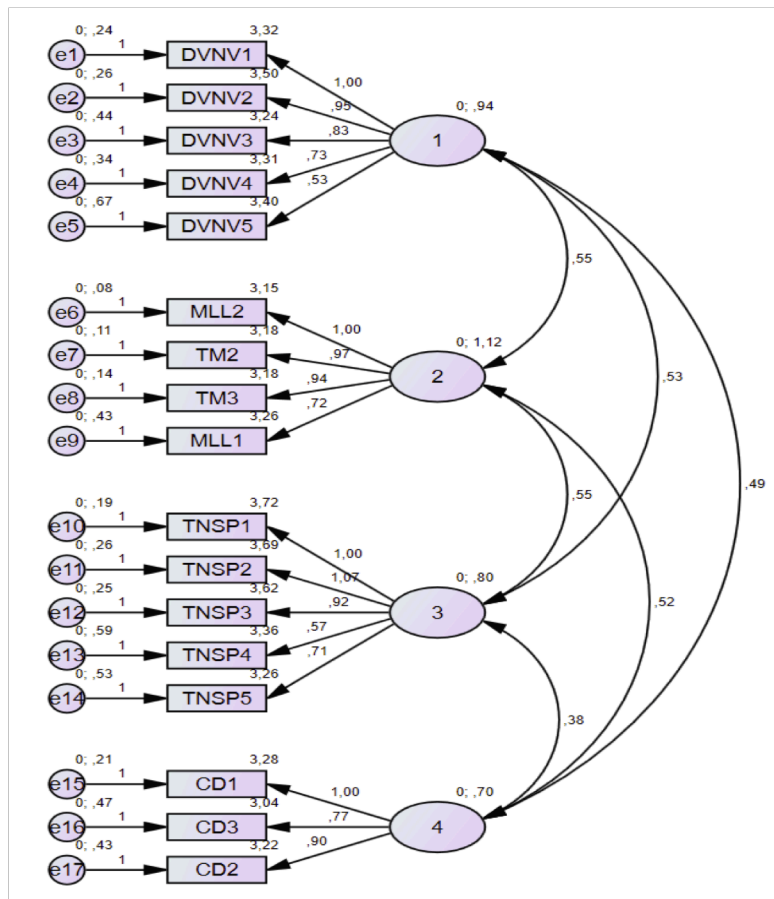 0; ,24
3,32
e1
1
DVNV1
0; ,26
3,50
e2
1
DVNV2
0; ,44
3,24
e3
1
DVNV3
0; ,34
3,31
e4
1
DVNV4
0; ,67
3,40
e5
1
DVNV5
1,00
,95
,83
,73
,53
0; ,94
1
0; ,08
3,15
e6
1
MLL2
0; ,11
3,18
e7
1
TM2
0; ,14
3,18
e8
1
TM3
0; ,43
3,26
e9
1
MLL1
1,00
,97
,94
,72
0; 1,12
2
0; ,19
3,72
e10
1
TNSP1
0; ,26
3,69
e11
1
TNSP2
0; ,25
3,62
e12
1
TNSP3
0; ,59
3,36
e13
1
TNSP4
0; ,53
3,26
e14
1
TNSP5
1,00
1,07
,92
,57
,71
0; ,80
3
0; ,21
3,28
e15
1
CD1
0; ,47
3,04
e16
1
CD3
0; ,43
3,22
e17
1
CD2
1,00
,77
,90
0; ,70
4
,55
,53
,49
,55
,52
,38